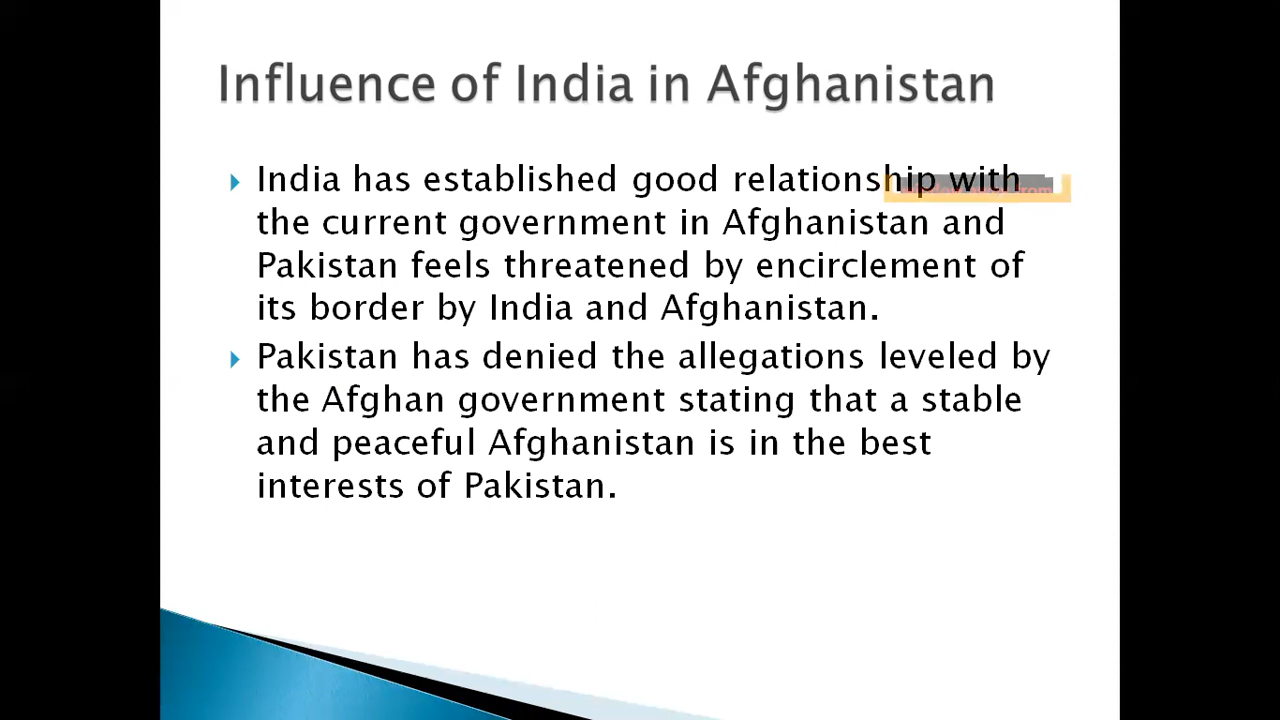 Influence of India in Afghanistan
India has established good relationship with
the current government in Afghanistan and
Pakistan feels threatened by encirclement of
its border by India and Afghanistan.
Pakistan has denied the allegations leveled by
the Afghan government stating that a stable
and peaceful Afghanistan is in the best
interests of Pakistan.